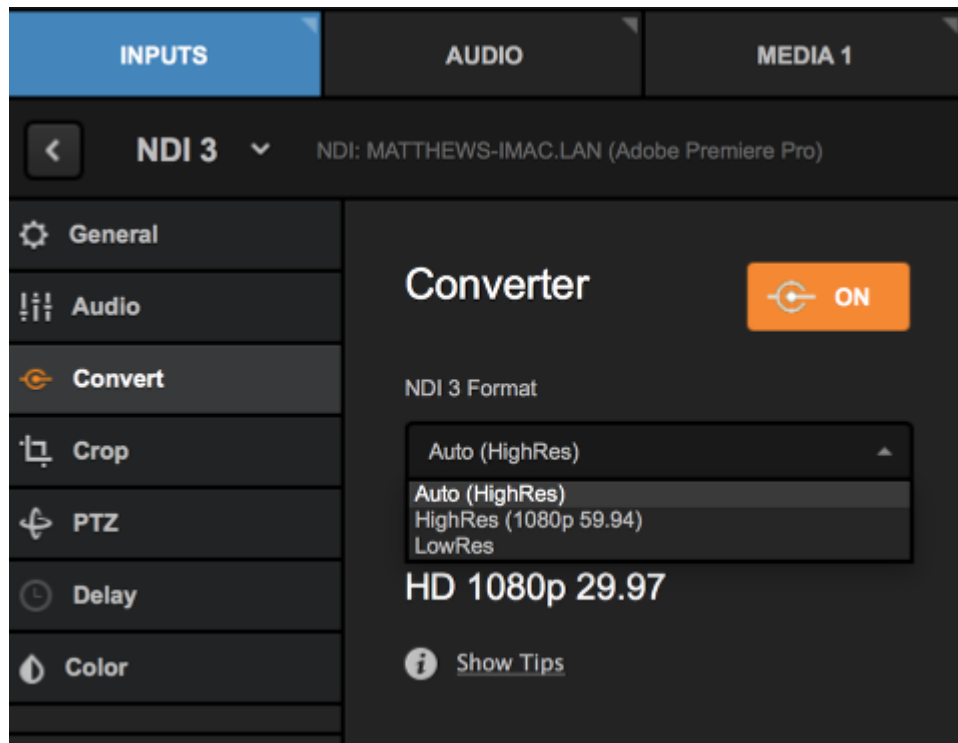 INPUTS
AUDIO
MEDIA 1
NDI 3
NDI: MATTHEWS-IMAC.LAN (Adobe Premiere Pro)
General
Audio
Convert
Crop
PTZ
Delay
Color
Converter
ON
NDI 3 Format
Auto (HighRes)
Auto (HighRes)
HighRes (1080p 59.94)
LowRes
HD 1080p 29.97
Show Tips